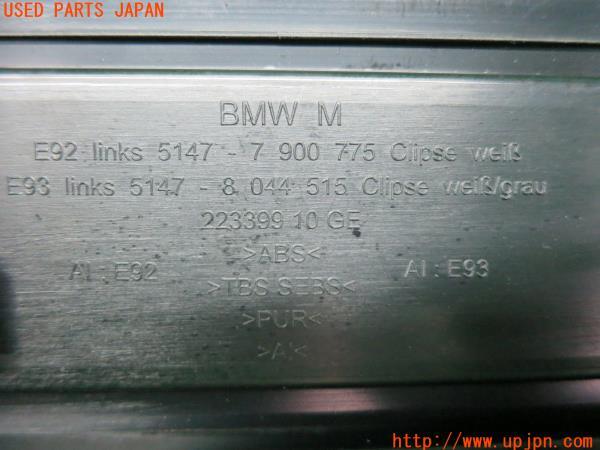 USED PARTS JAPAN
BMW M
E92 links 5147 - 7 900 775 Clipse weiß
E93 links 5147 - 8 044 515 Clipse weiß/grau
223399 10 GE
>ABS<
AI : E92 AI : E93
>TBS SEBS<
>PUR<
>Al<
http://www.upjpn.com